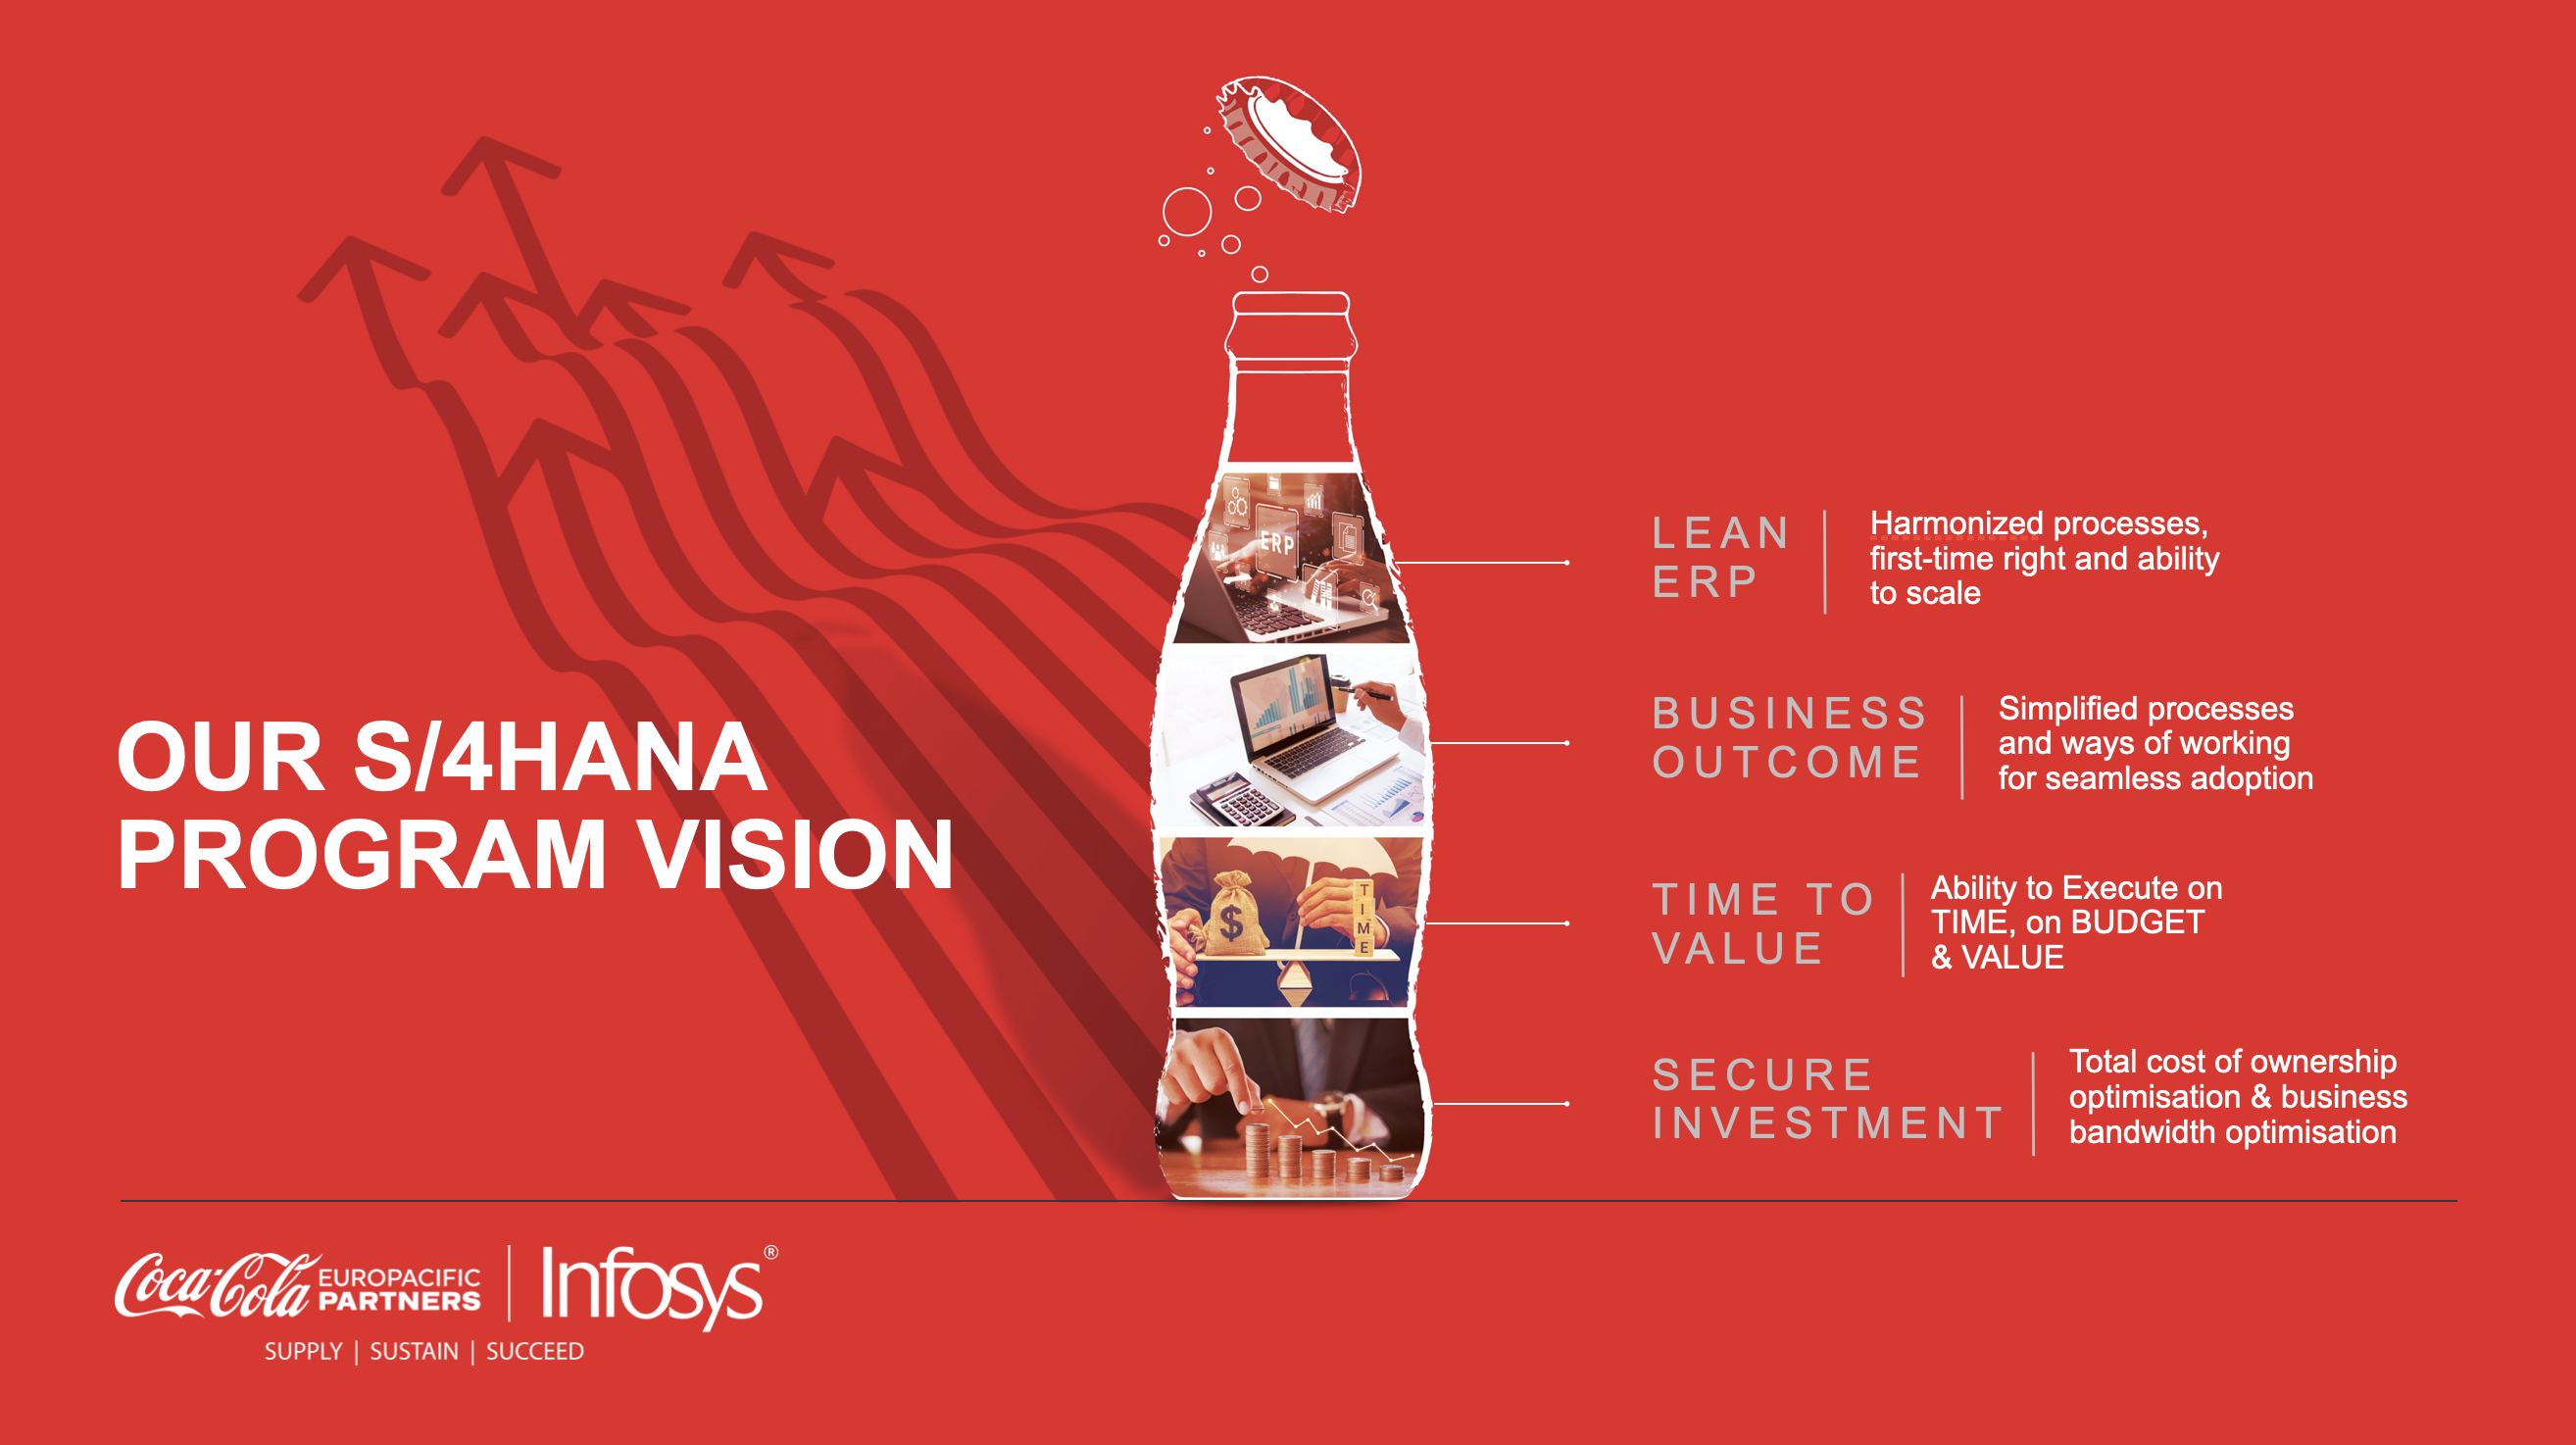 OUR S/4HANA
PROGRAM VISION
ERP
$
TIME
LEAN
ERP
Harmonized processes,
first-time right and ability
to scale
BUSINESS
OUTCOME
Simplified processes
and ways of working
for seamless adoption
TIME TO
VALUE
Ability to Execute on
TIME, on BUDGET
& VALUE
SECURE
INVESTMENT
Total cost of ownership
optimisation & business
bandwidth optimisation
Coca-Cola EUROPACIFIC
PARTNERS
Infosys®
SUPPLY | SUSTAIN | SUCCEED